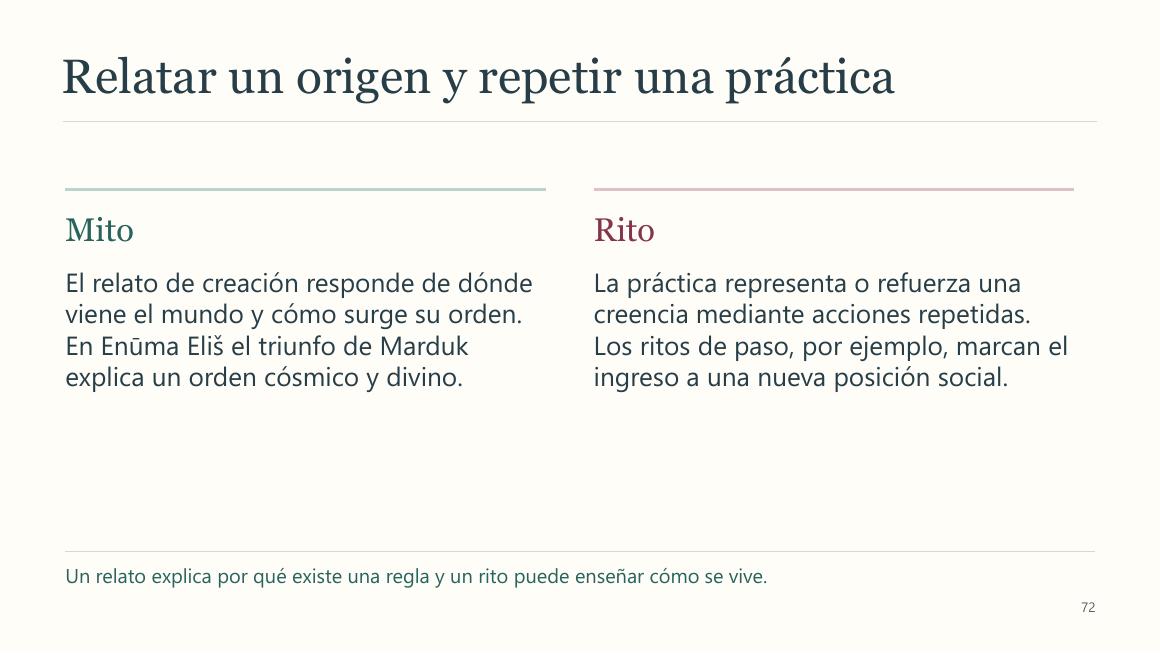 Relatar un origen y repetir una práctica
Mito
El relato de creación responde de dónde
viene el mundo y cómo surge su orden.
En Enūma Eliš el triunfo de Marduk
explica un orden cósmico y divino.
Rito
La práctica representa o refuerza una
creencia mediante acciones repetidas.
Los ritos de paso, por ejemplo, marcan el
ingreso a una nueva posición social.
Un relato explica por qué existe una regla y un rito puede enseñar cómo se vive.
72